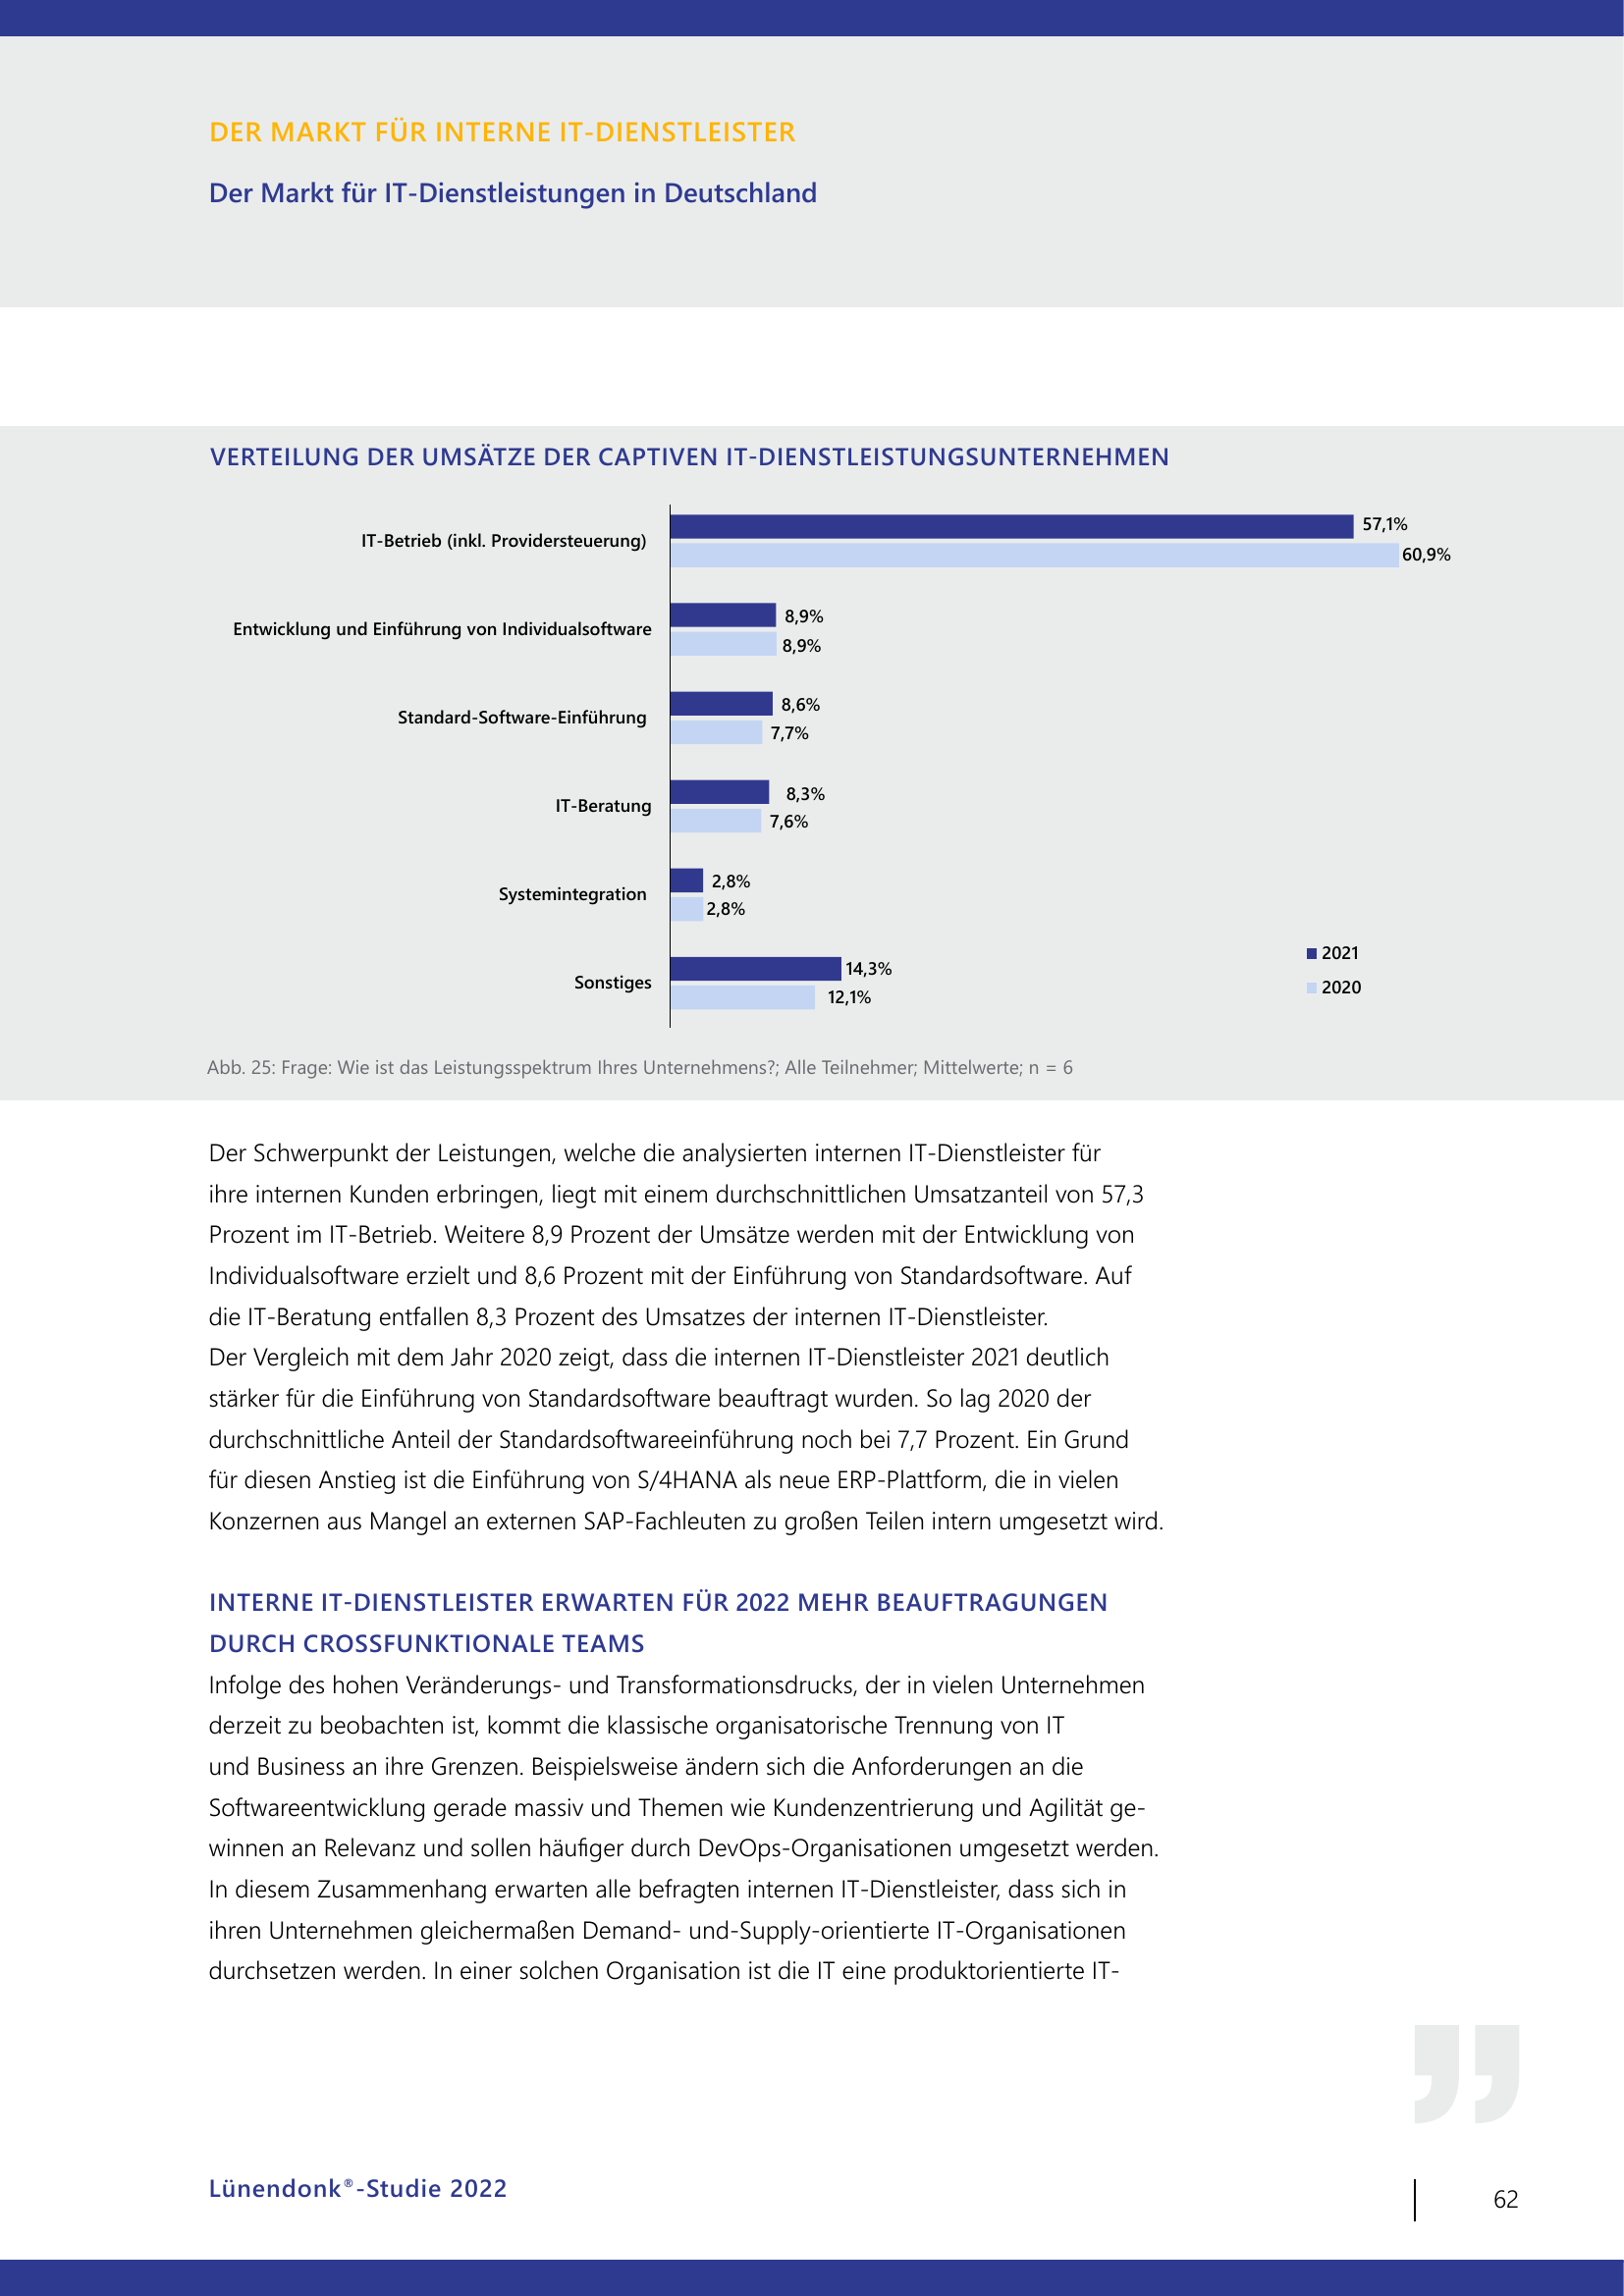 DER MARKT FÜR INTERNE IT-DIENSTLEISTER
Der Markt für IT-Dienstleistungen in Deutschland
VERTEILUNG DER UMSÄTZE DER CAPTIVEN IT-DIENSTLEISTUNGSUNTERNEHMEN
IT-Betrieb (inkl. Providersteuerung)
57,1%
60,9%
Entwicklung und Einführung von Individualsoftware
8,9%
8,9%
Standard-Software-Einführung
8,6%
7,7%
IT-Beratung
8,3%
7,6%
Systemintegration
2,8%
2,8%
Sonstiges
14,3%
12,1%
2021
2020
Abb. 25: Frage: Wie ist das Leistungsspektrum Ihres Unternehmens?; Alle Teilnehmer; Mittelwerte; n = 6
Der Schwerpunkt der Leistungen, welche die analysierten internen IT-Dienstleister für
ihre internen Kunden erbringen, liegt mit einem durchschnittlichen Umsatzanteil von 57,3
Prozent im IT-Betrieb. Weitere 8,9 Prozent der Umsätze werden mit der Entwicklung von
Individualsoftware erzielt und 8,6 Prozent mit der Einführung von Standardsoftware. Auf
die IT-Beratung entfallen 8,3 Prozent des Umsatzes der internen IT-Dienstleister.
Der Vergleich mit dem Jahr 2020 zeigt, dass die internen IT-Dienstleister 2021 deutlich
stärker für die Einführung von Standardsoftware beauftragt wurden. So lag 2020 der
durchschnittliche Anteil der Standardsoftwareeinführung noch bei 7,7 Prozent. Ein Grund
für diesen Anstieg ist die Einführung von S/4HANA als neue ERP-Plattform, die in vielen
Konzernen aus Mangel an externen SAP-Fachleuten zu großen Teilen intern umgesetzt wird.
INTERNE IT-DIENSTLEISTER ERWARTEN FÜR 2022 MEHR BEAUFTRAGUNGEN
DURCH CROSSFUNKTIONALE TEAMS
Infolge des hohen Veränderungs- und Transformationsdrucks, der in vielen Unternehmen
derzeit zu beobachten ist, kommt die klassische organisatorische Trennung von IT
und Business an ihre Grenzen. Beispielsweise ändern sich die Anforderungen an die
Softwareentwicklung gerade massiv und Themen wie Kundenzentrierung und Agilität ge-
winnen an Relevanz und sollen häufiger durch DevOps-Organisationen umgesetzt werden.
In diesem Zusammenhang erwarten alle befragten internen IT-Dienstleister, dass sich in
ihren Unternehmen gleichermaßen Demand- und-Supply-orientierte IT-Organisationen
durchsetzen werden. In einer solchen Organisation ist die IT eine produktorientierte IT-
Lünendonk®-Studie 2022
62